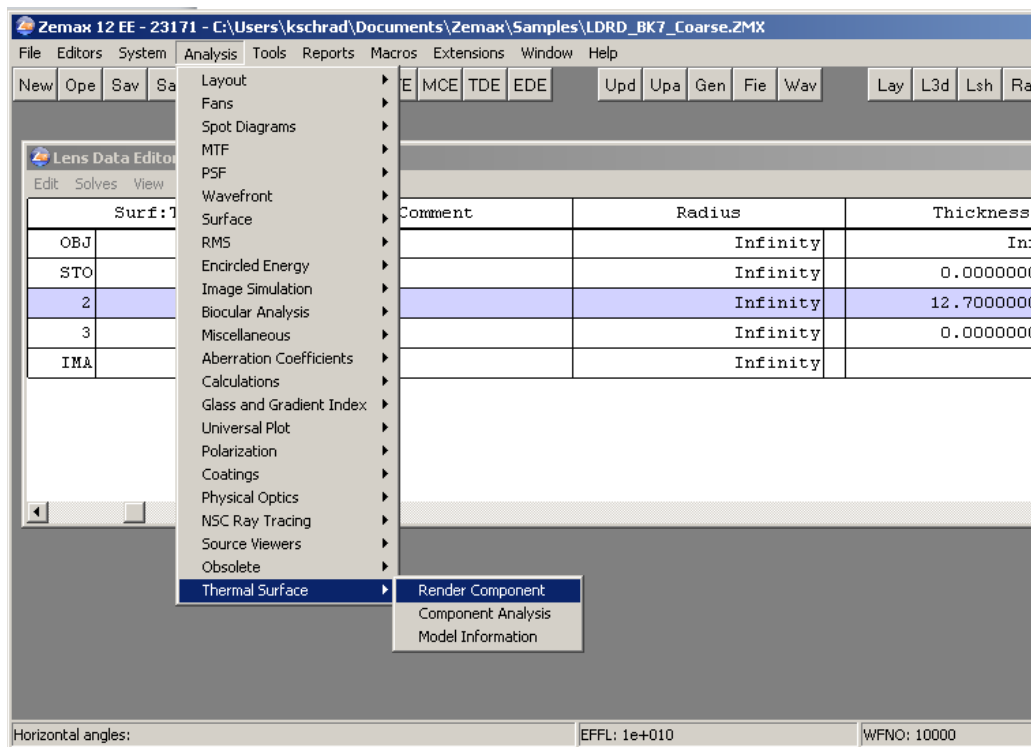 Zemax 12 EE - 23171 - C:\Users\kschrad\Documents\Zemax\Samples\LDRD_BK7_Coarse.ZMX
File Editors System Analysis Tools Reports Macros Extensions Window Help
New Ope Sav Sa MCE TDE EDE Upd Upa Gen Fie Wav Lay L3d Lsh Ra
Layout
Fans
Spot Diagrams
MTF
PSF
Wavefront
Surface
RMS
Encircled Energy
Image Simulation
Biocular Analysis
Miscellaneous
Aberration Coefficients
Calculations
Glass and Gradient Index
Universal Plot
Polarization
Coatings
Physical Optics
NSC Ray Tracing
Source Viewers
Obsolete
Thermal Surface
Render Component
Component Analysis
Model Information
Lens Data Editor
Edit Solves View
Surf:T Comment Radius Thickness
OBJ Infinity In
STO Infinity 0.0000000
2 Infinity 12.7000000
3 Infinity 0.0000000
IMA Infinity
Horizontal angles: EFFL: 1e+010 WFNO: 10000